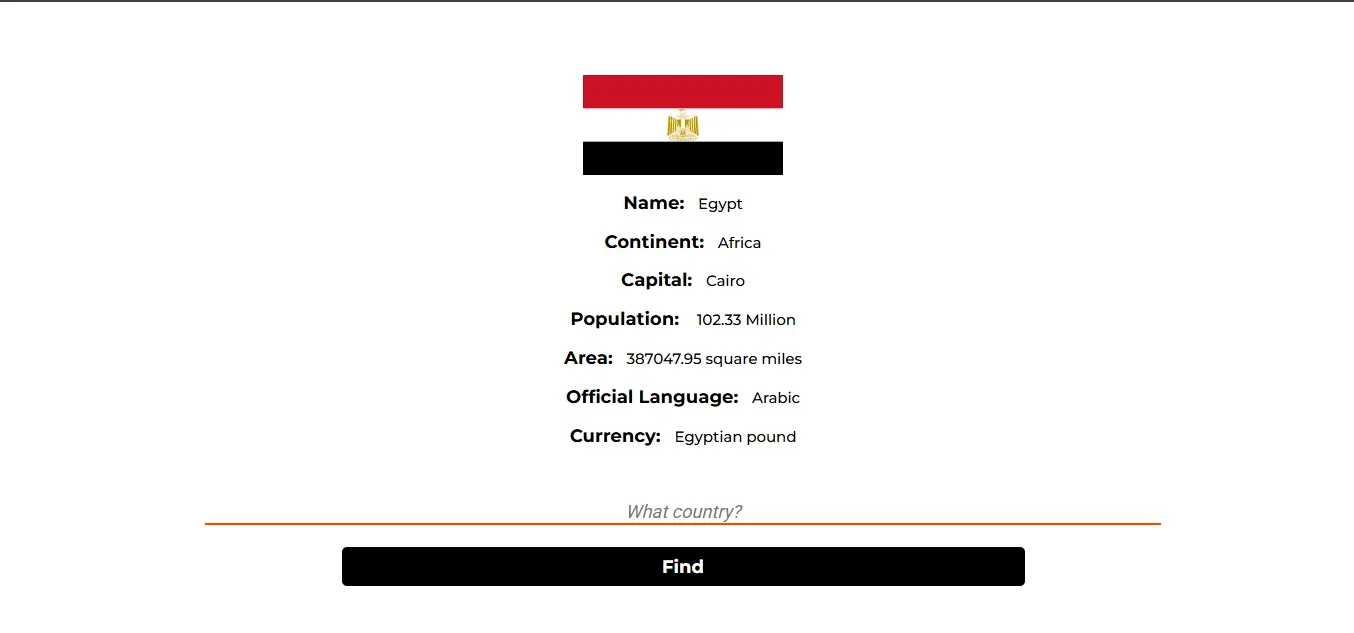 Name: Egypt
Continent: Africa
Capital: Cairo
Population: 102.33 Million
Area: 387047.95 square miles
Official Language: Arabic
Currency: Egyptian pound
What country?
Find